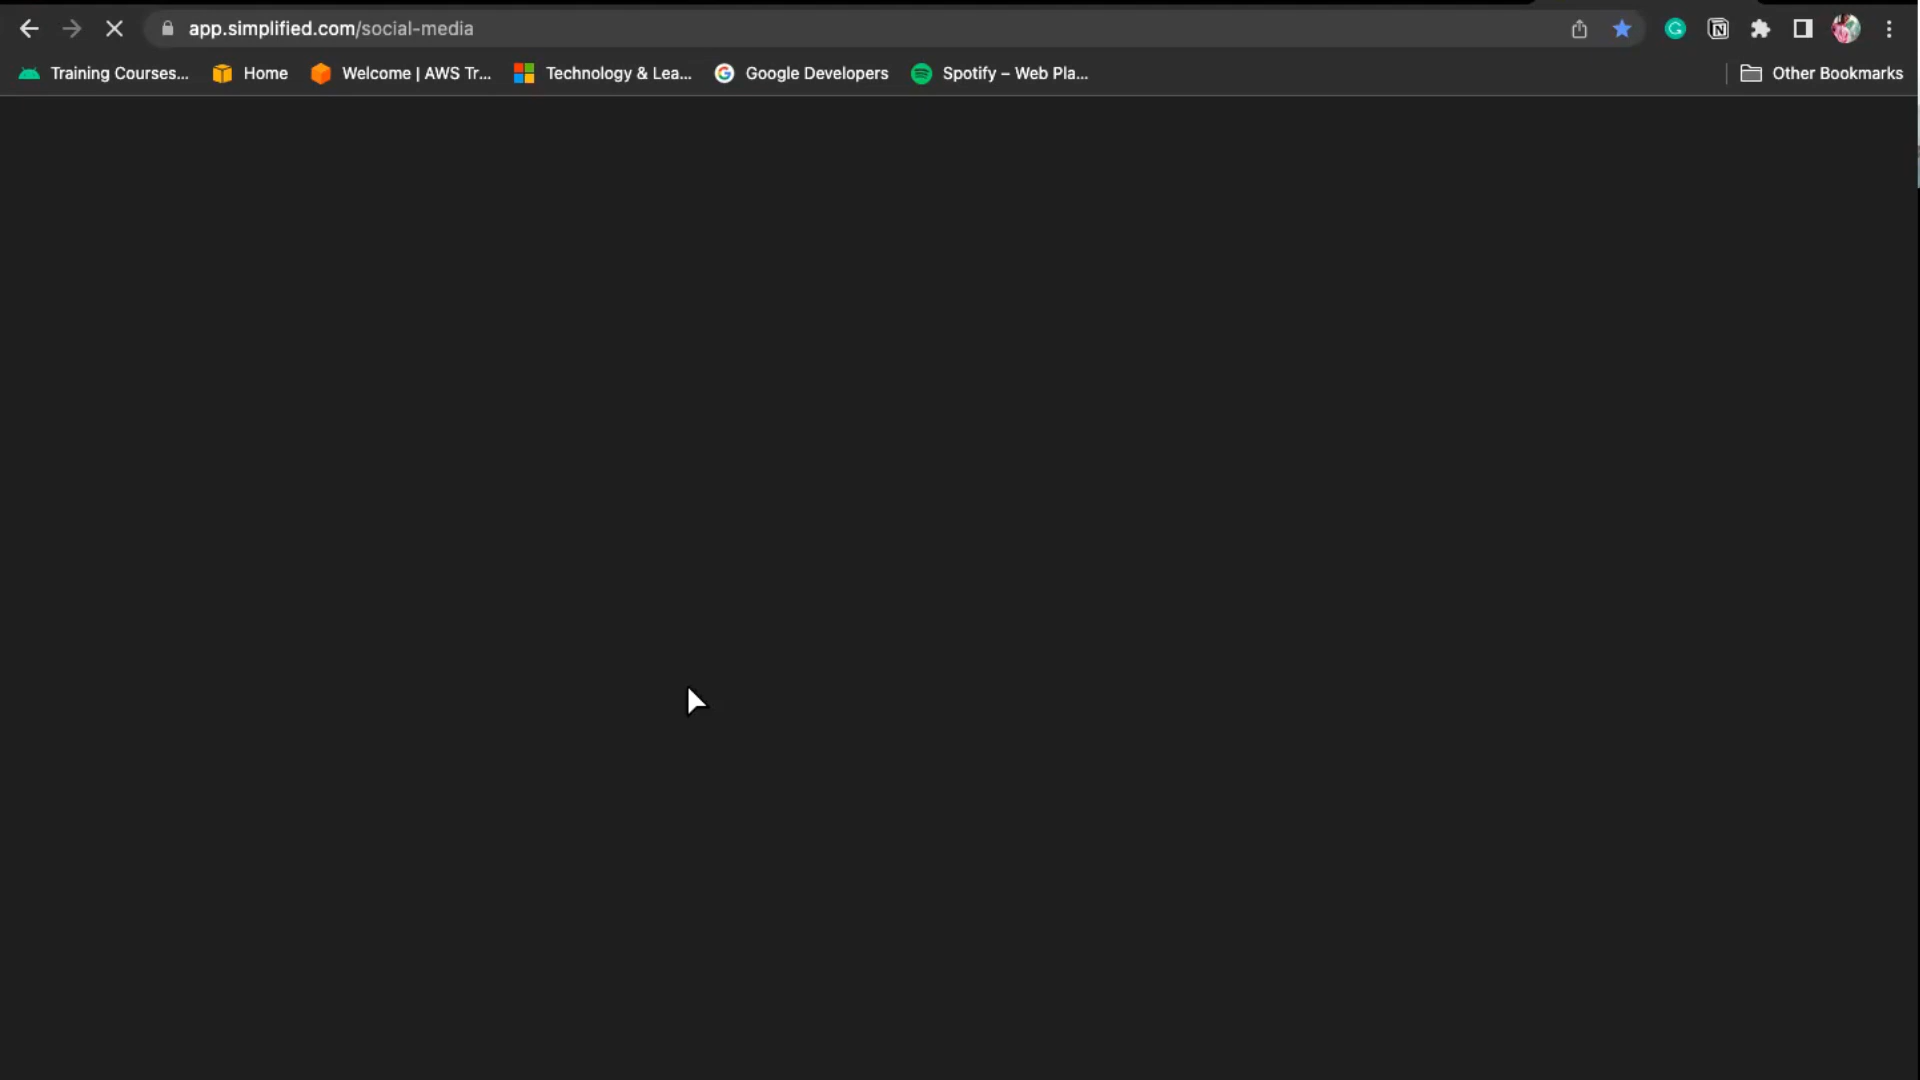 app.simplified.com/social-media
Training Courses... Home Welcome | AWS Tr... Technology & Lea... Google Developers Spotify – Web Pla... Other Bookmarks